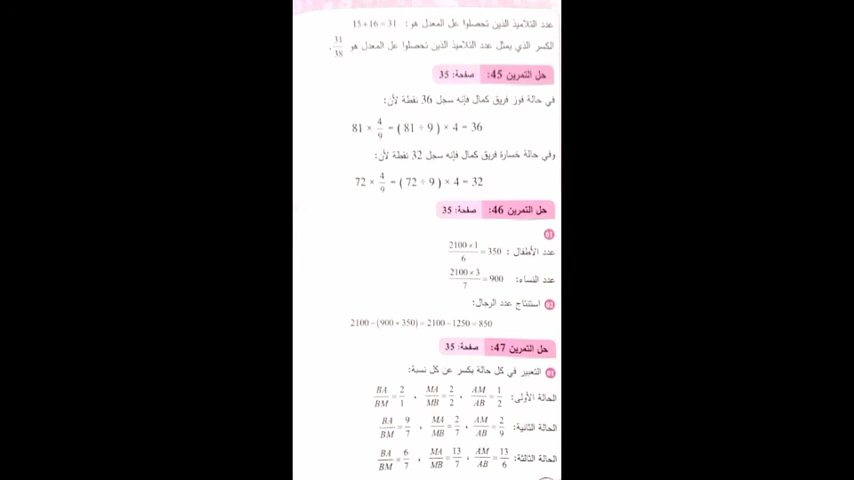 عدد التلاميذ الذين تحصلوا على المعدل هو: 31 = 16 + 15
الكسر الذي يمثل عدد التلاميذ الذين تحصلوا على المعدل هو 31/38.
حل التمرين 45: صفحة: 35
في حالة فوز فريق كمال فإنه سجل 36 نقطة لأن:
81 × 4/9 = ( 81 ÷ 9 ) × 4 = 36
وفي حالة خسارة فريق كمال فإنه سجل 32 نقطة لأن:
72 × 4/9 = ( 72 ÷ 9 ) × 4 = 32
حل التمرين 46: صفحة: 35
01
عدد الأطفال : 2100 × 1 / 6 = 350
عدد النساء: 2100 × 3 / 7 = 900
02 استنتاج عدد الرجال:
2100 − (900 + 350) = 2100 − 1250 = 850
حل التمرين 47: صفحة: 35
01 التعبير في كل حالة بكسر عن كل نسبة:
الحالة الأولى: AM/AB = 1/2 ، MA/MB = 2/2 ، BA/BM = 2/1
الحالة الثانية: AM/AB = 2/9 ، MA/MB = 2/7 ، BA/BM = 9/7
الحالة الثالثة: AM/AB = 13/6 ، MA/MB = 13/7 ، BA/BM = 6/7